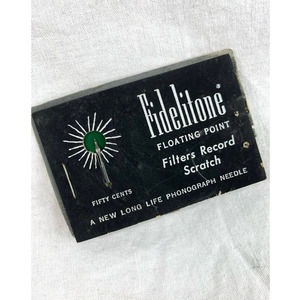 Fidelitone®
FLOATING POINT
Filters Record
Scratch
FIFTY CENTS
A NEW LONG LIFE PHONOGRAPH NEEDLE